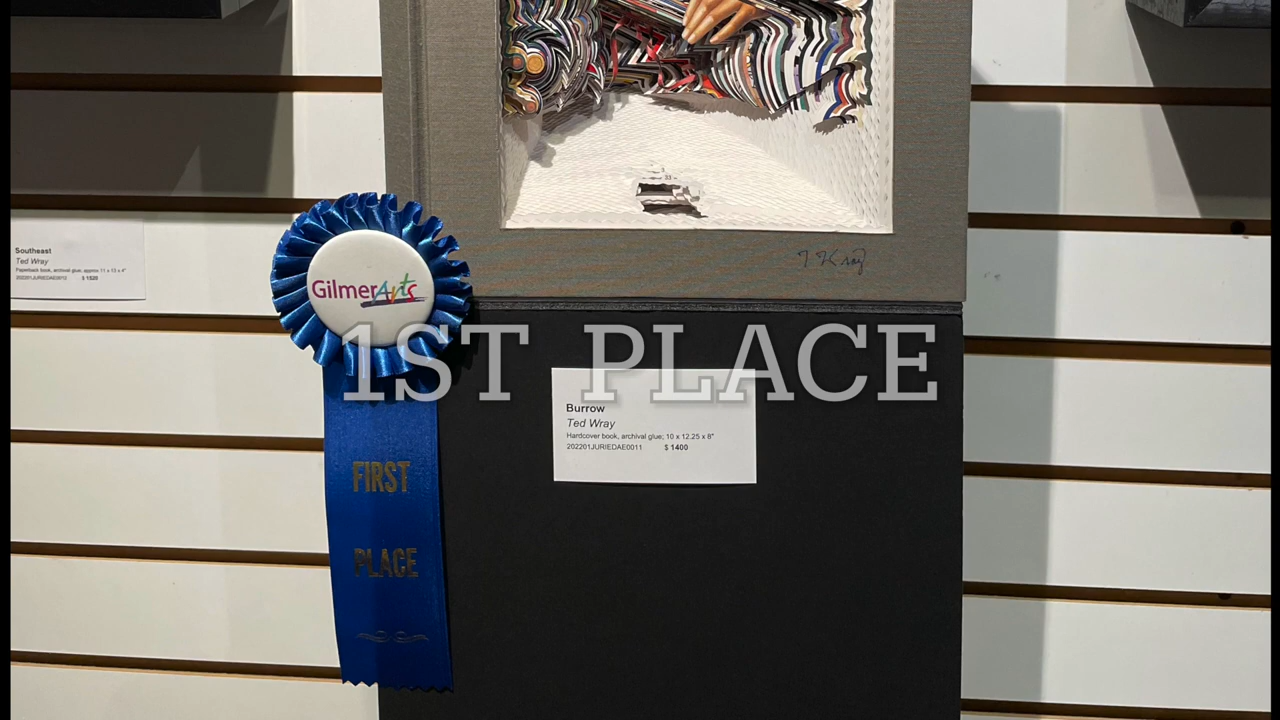 Southeast
Ted Wray
Paperback book, archival glue, approx 11 x 13 x 4"
202201JURIEDAE0012 $ 1520
GilmerArts
T Wray
1ST PLACE
Burrow
Ted Wray
Hardcover book, archival glue; 10 x 12.25 x 8"
202201JURIEDAE0011 $ 1400
FIRST
PLACE